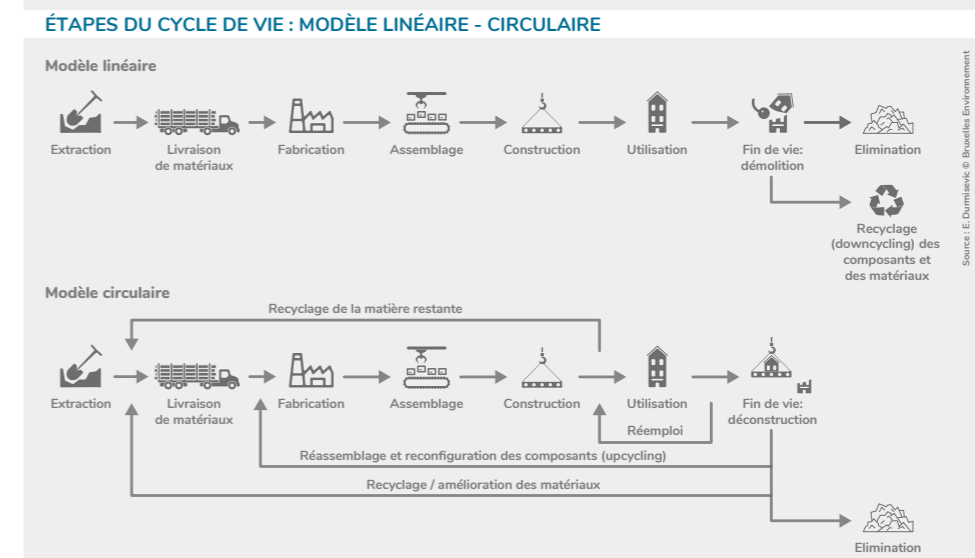 ÉTAPES DU CYCLE DE VIE : MODÈLE LINÉAIRE - CIRCULAIRE
Modèle linéaire
Extraction
Livraison
de matériaux
Fabrication
Assemblage
Construction
Utilisation
Fin de vie:
démolition
Elimination
Recyclage
(downcycling) des
composants et
des matériaux
Modèle circulaire
Recyclage de la matière restante
Extraction
Livraison
de matériaux
Fabrication
Assemblage
Construction
Utilisation
Fin de vie:
déconstruction
Réemploi
Réassemblage et reconfiguration des composants (upcycling)
Recyclage / amélioration des matériaux
Elimination
Source : E. Durmisevic © Bruxelles Environnement